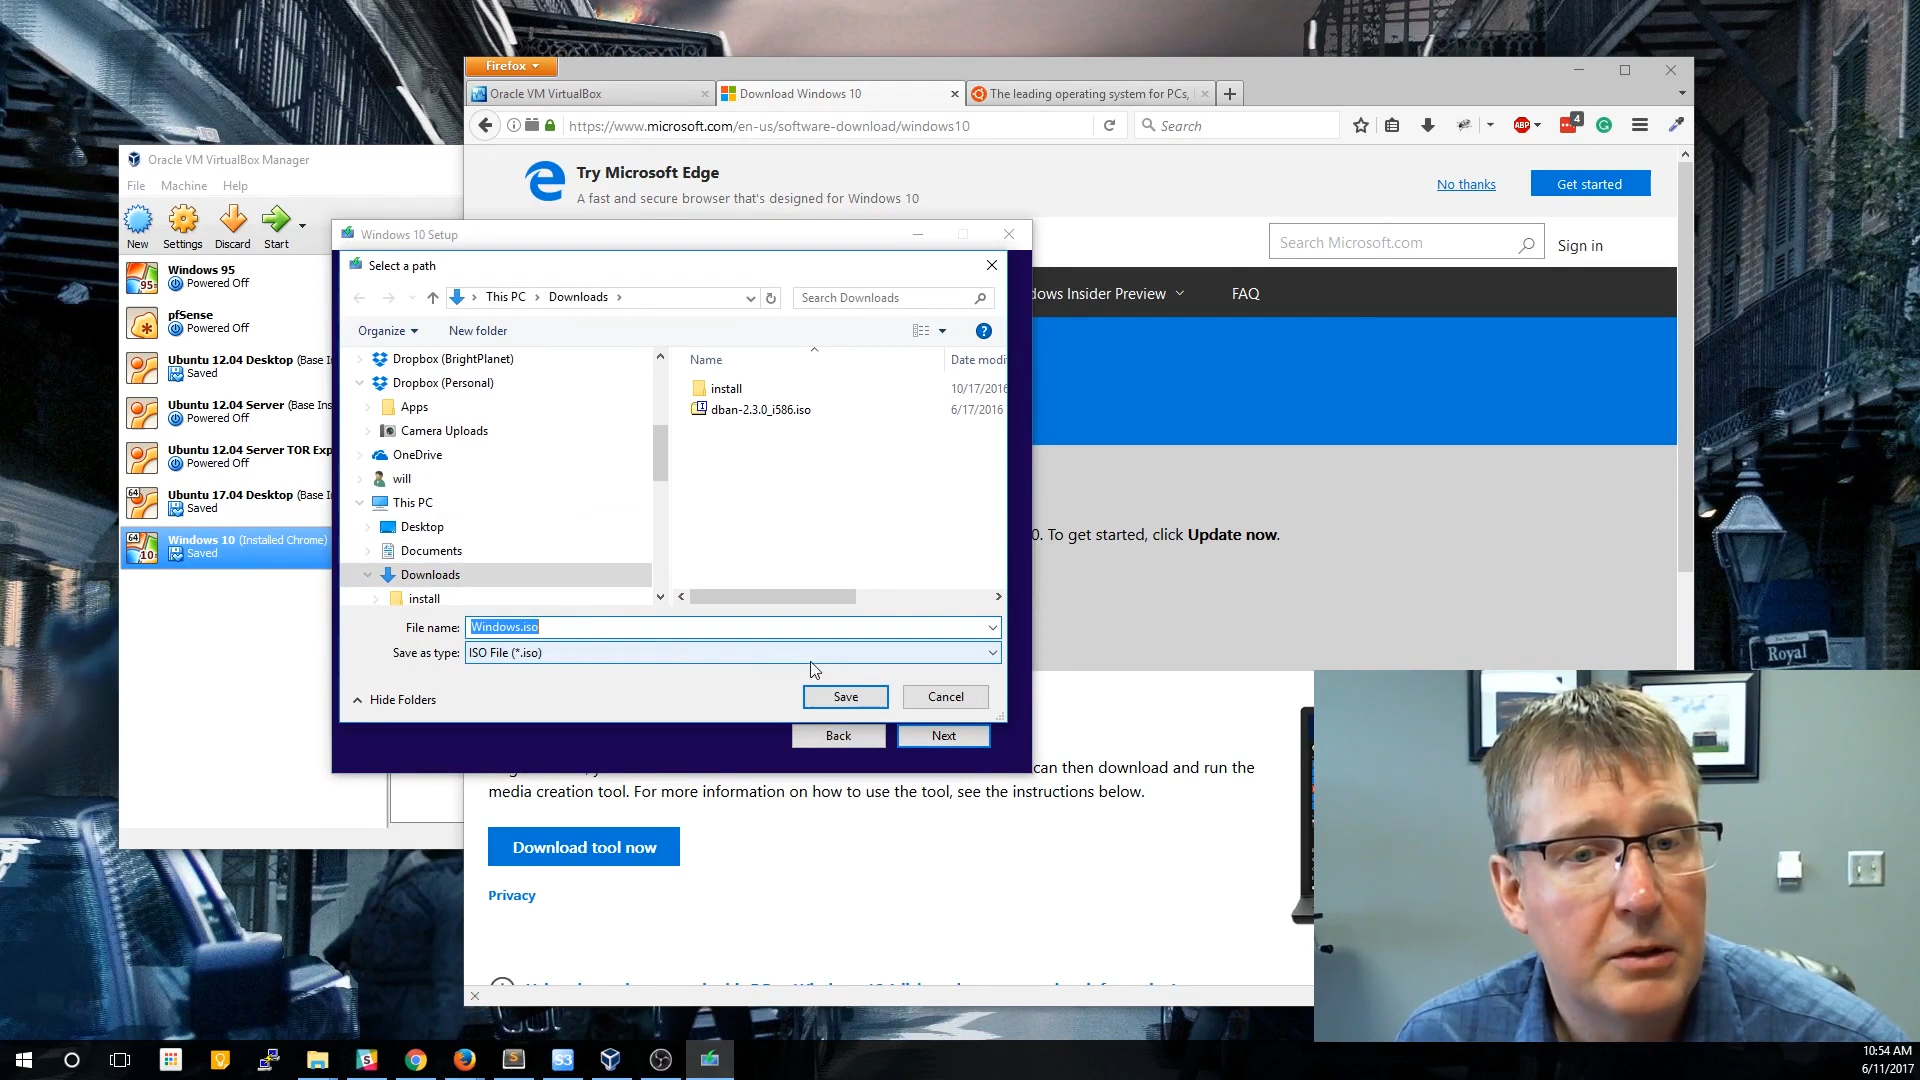 Firefox
Oracle VM VirtualBox
Download Windows 10
The leading operating system for PCs,
https://www.microsoft.com/en-us/software-download/windows10
Search
ABP
4
Try Microsoft Edge
A fast and secure browser that's designed for Windows 10
No thanks
Get started
Search Microsoft.com
Sign in
dows Insider Preview
FAQ
0. To get started, click Update now.
can then download and run the
media creation tool. For more information on how to use the tool, see the instructions below.
Download tool now
Privacy
Oracle VM VirtualBox Manager
File
Machine
Help
New
Settings
Discard
Start
95
Windows 95
Powered Off
pfSense
Powered Off
Ubuntu 12.04 Desktop (Base In
Saved
Ubuntu 12.04 Server (Base Ins
Powered Off
Ubuntu 12.04 Server TOR Exp
Powered Off
64
Ubuntu 17.04 Desktop (Base I
Saved
64
10
Windows 10 (Installed Chrome)
Saved
Windows 10 Setup
Select a path
This PC
Downloads
Search Downloads
Organize
New folder
?
Dropbox (BrightPlanet)
Dropbox (Personal)
Apps
Camera Uploads
OneDrive
will
This PC
Desktop
Documents
Downloads
install
Name
Date modi
install
10/17/2016
dban-2.3.0_i586.iso
6/17/2016
File name:
Windows.iso
Save as type:
ISO File (*.iso)
Hide Folders
Save
Cancel
Back
Next
Royal
S3
10:54 AM
6/11/2017